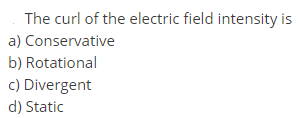 The curl of the electric field intensity is
a) Conservative
b) Rotational
c) Divergent
d) Static